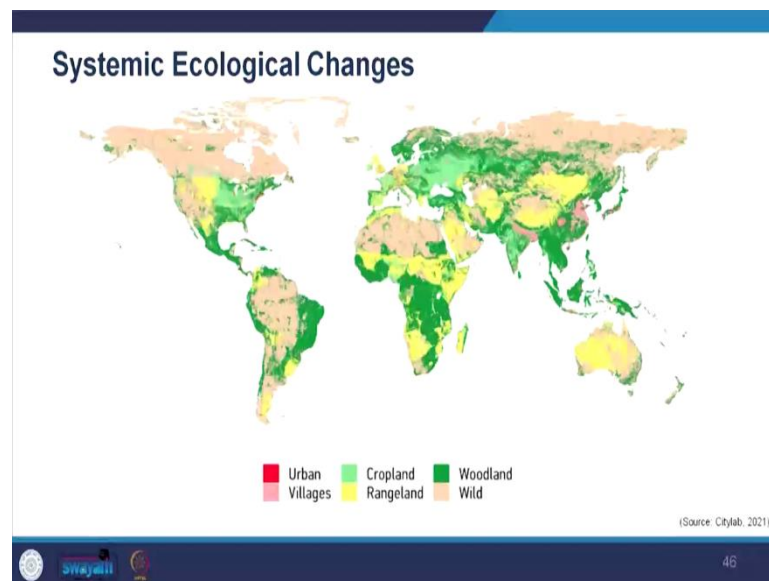 Systemic Ecological Changes
Urban
Cropland
Woodland
Villages
Rangeland
Wild
(Source: Citylab, 2021)
swayam
46